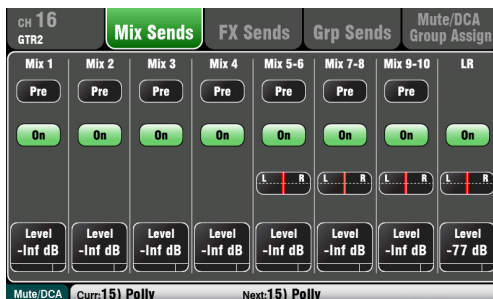 CH 16
GTR2
Mix Sends
FX Sends
Grp Sends
Mute/DCA
Group Assign
Mix 1 Mix 2 Mix 3 Mix 4 Mix 5-6 Mix 7-8 Mix 9-10 LR
Pre Pre Pre Pre Pre Pre Pre
On On On On On On On On
L R L R L R L R
Level Level Level Level Level Level Level Level
-Inf dB -Inf dB -Inf dB -Inf dB -Inf dB -Inf dB -Inf dB -77 dB
Mute/DCA Curr:15) Polly Next:15) Polly